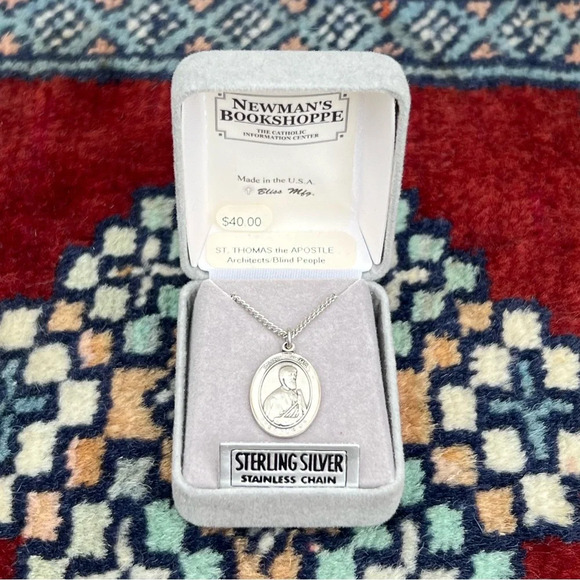 NEWMAN'S
BOOKSHOPPE
THE CATHOLIC
INFORMATION CENTER
Made in the U.S.A.
Bliss Mfg.
$40.00
ST. THOMAS the APOSTLE
Architects/Blind People
STERLING SILVER
STAINLESS CHAIN